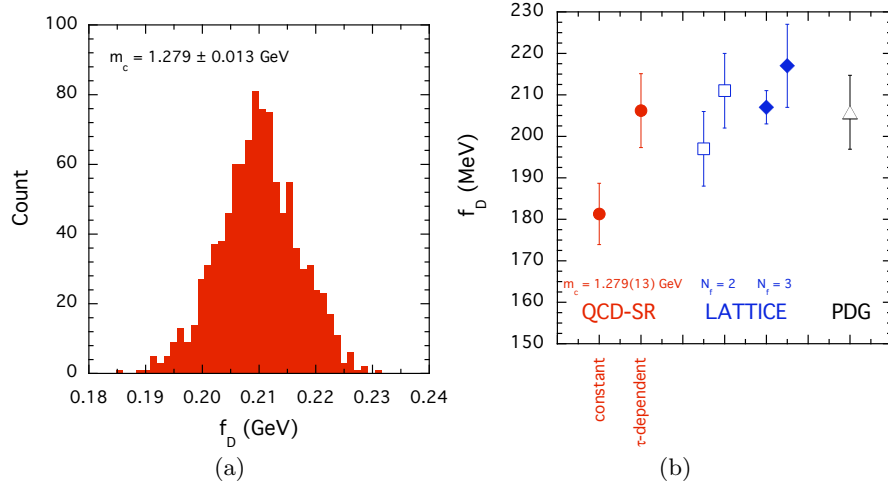 100
80
60
40
20
0
Count
m_c = 1.279 ± 0.013 GeV
0.18 0.19 0.20 0.21 0.22 0.23 0.24
f_D (GeV)
(a)
230
220
210
200
190
180
170
160
150
f_D (MeV)
m_c = 1.279(13) GeV N_f = 2 N_f = 3
QCD-SR LATTICE PDG
constant
τ-dependent
(b)